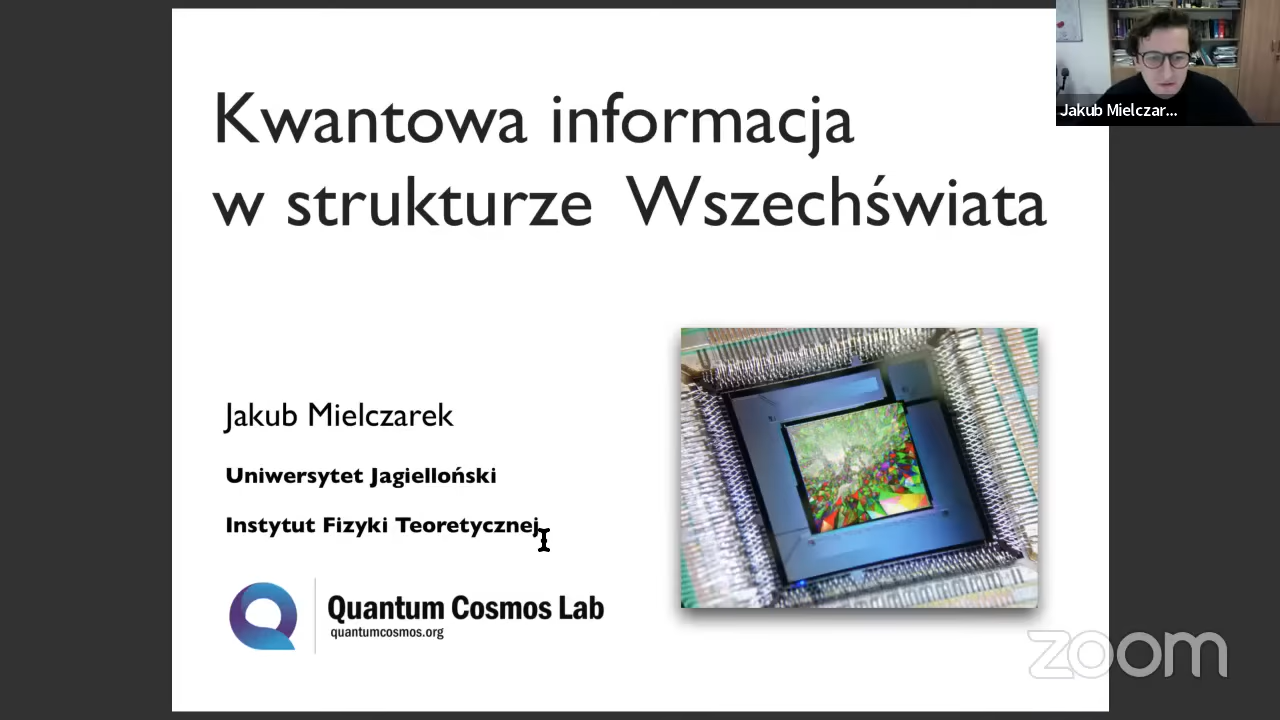 Kwantowa informacja
w strukturze Wszechświata
Jakub Mielczar...
Jakub Mielczarek
Uniwersytet Jagielloński
Instytut Fizyki Teoretycznej
Quantum Cosmos Lab
quantumcosmos.org
zoom